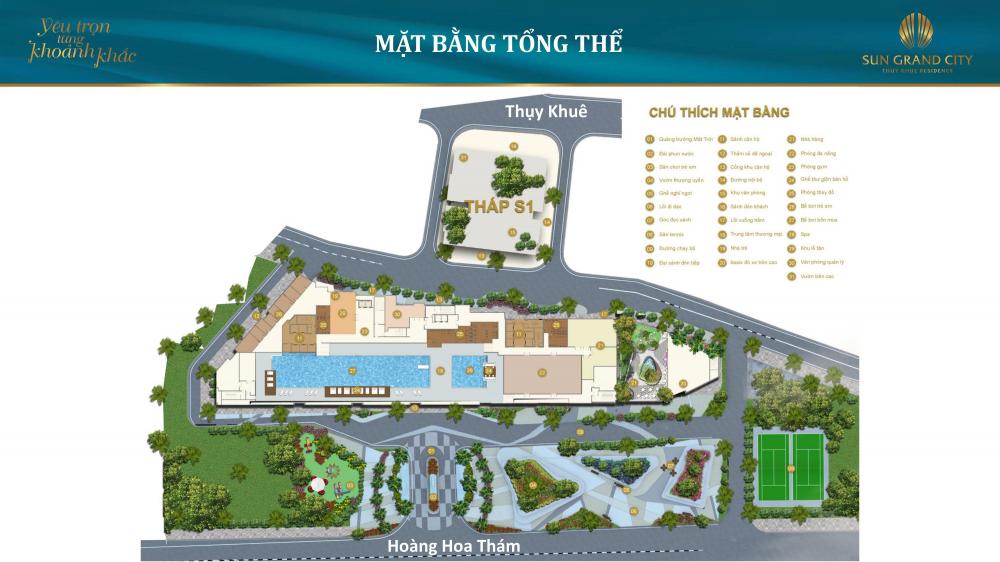 Yêu trọn
từng
khoảnh khắc
MẶT BẰNG TỔNG THỂ
SUN GRAND CITY
THUY KHUE RESIDENCE
Thụy Khuê
THÁP S1
Hoàng Hoa Thám
CHÚ THÍCH MẶT BẰNG
01 Quảng trường Mặt Trời
02 Đài phun nước
03 Sân chơi trẻ em
04 Vườn thượng uyển
05 Ghế nghỉ ngơi
06 Lối đi dạo
07 Góc đọc sách
08 Sân tennis
09 Đường chạy bộ
10 Đại sảnh đón tiếp
11 Sảnh căn hộ
12 Thảm cỏ dã ngoại
13 Cổng khu căn hộ
14 Đường nội bộ
15 Khu văn phòng
16 Sảnh đón khách
17 Lối xuống hầm
18 Trung tâm thương mại
19 Nhà trẻ
20 đỗ xe trên cao
21 Nhà hàng
22 Phòng đa năng
23 Phòng gym
24 Ghế thư giãn bên hồ
25 Phòng thay đồ
26 Bể bơi trẻ em
27 Bể bơi bốn mùa
28 Spa
29 Khu lễ tân
30 Văn phòng quản lý
31 Vườn trên cao